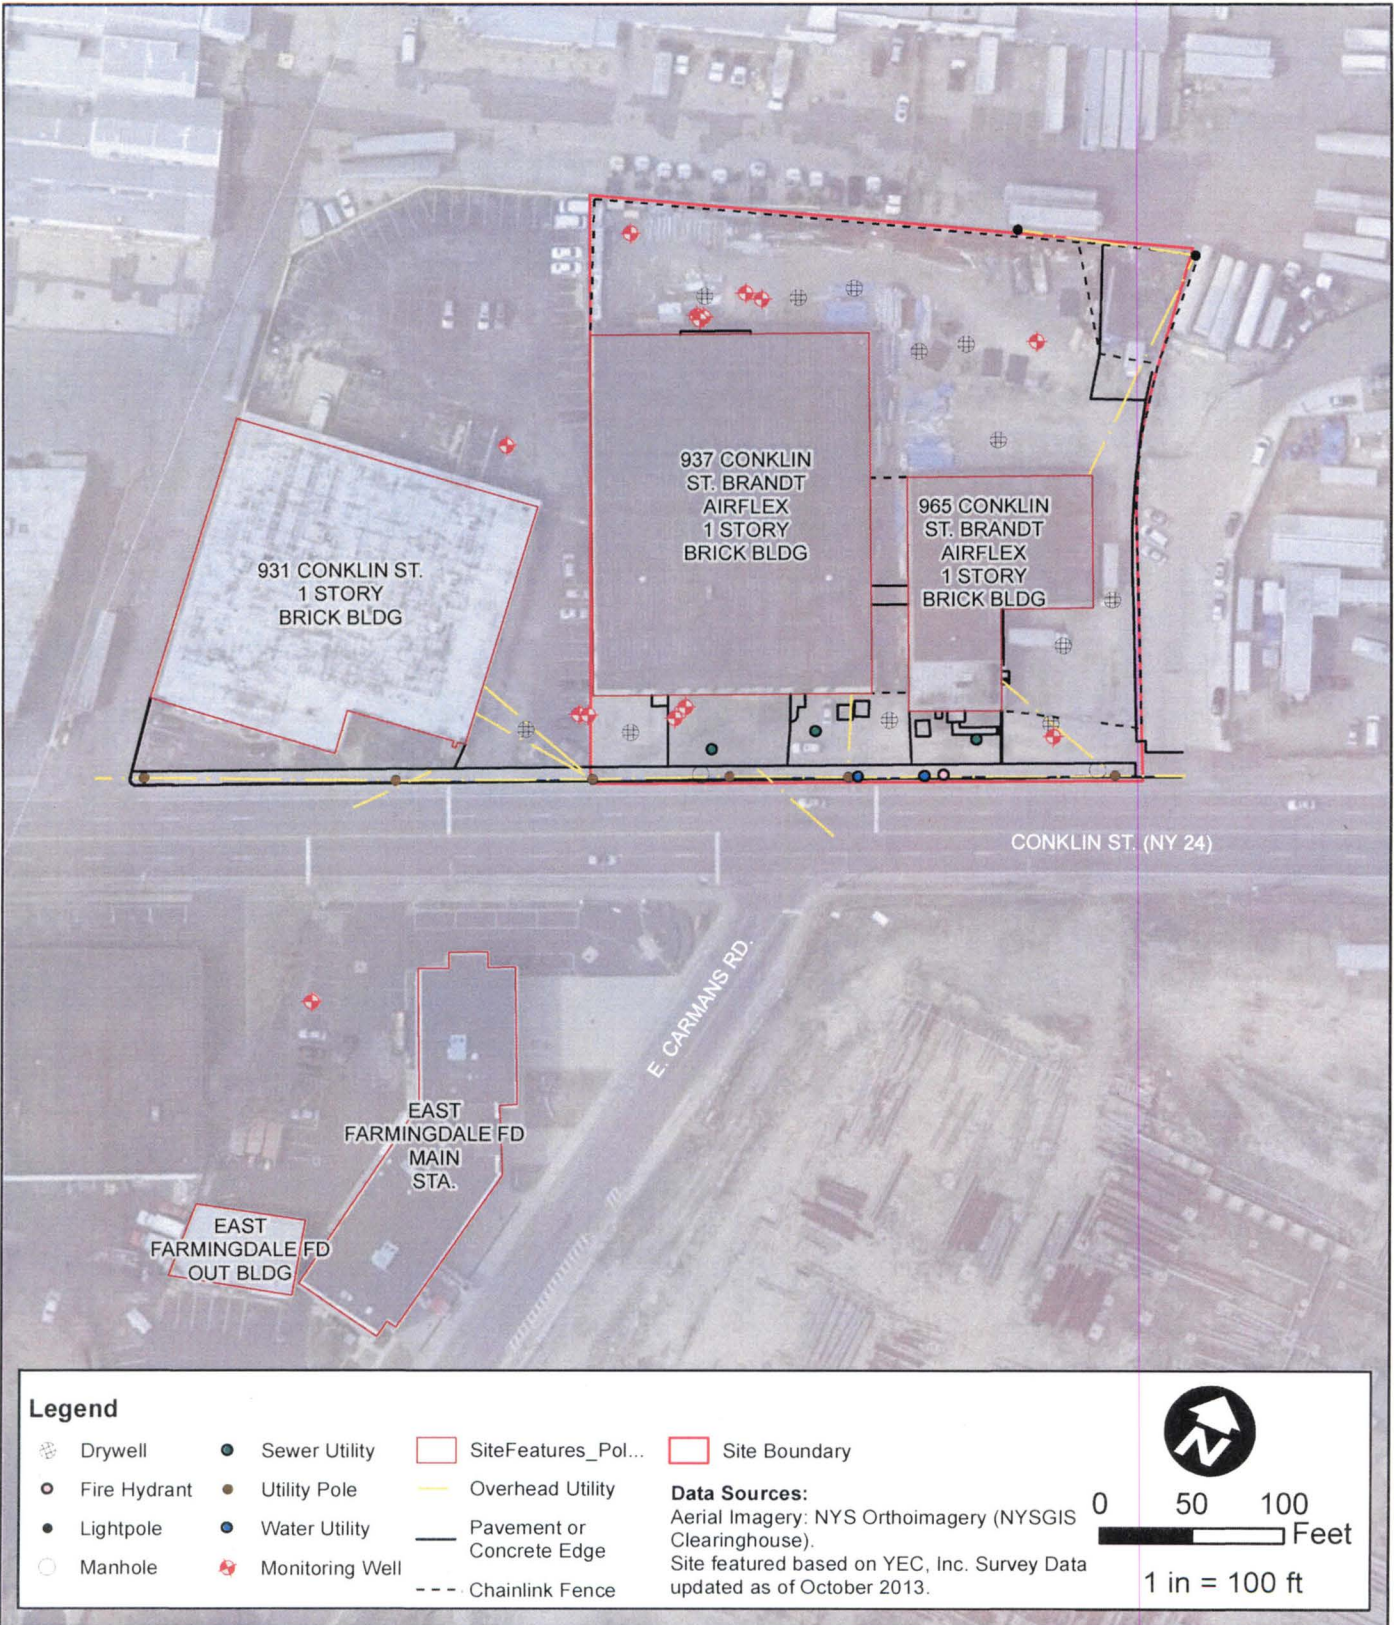 937 CONKLIN
ST. BRANDT
AIRFLEX
1 STORY
BRICK BLDG
965 CONKLIN
ST. BRANDT
AIRFLEX
1 STORY
BRICK BLDG
931 CONKLIN ST.
1 STORY
BRICK BLDG
CONKLIN ST. (NY 24)
E. CARMANS RD.
EAST
FARMINGDALE FD
MAIN
STA.
EAST
FARMINGDALE FD
OUT BLDG
Legend
Drywell
Fire Hydrant
Lightpole
Manhole
Sewer Utility
Utility Pole
Water Utility
Monitoring Well
SiteFeatures_Pol...
Overhead Utility
Pavement or
Concrete Edge
Chainlink Fence
Site Boundary
Data Sources:
Aerial Imagery: NYS Orthoimagery (NYSGIS
Clearinghouse).
Site featured based on YEC, Inc. Survey Data
updated as of October 2013.
N
0 50 100
Feet
1 in = 100 ft